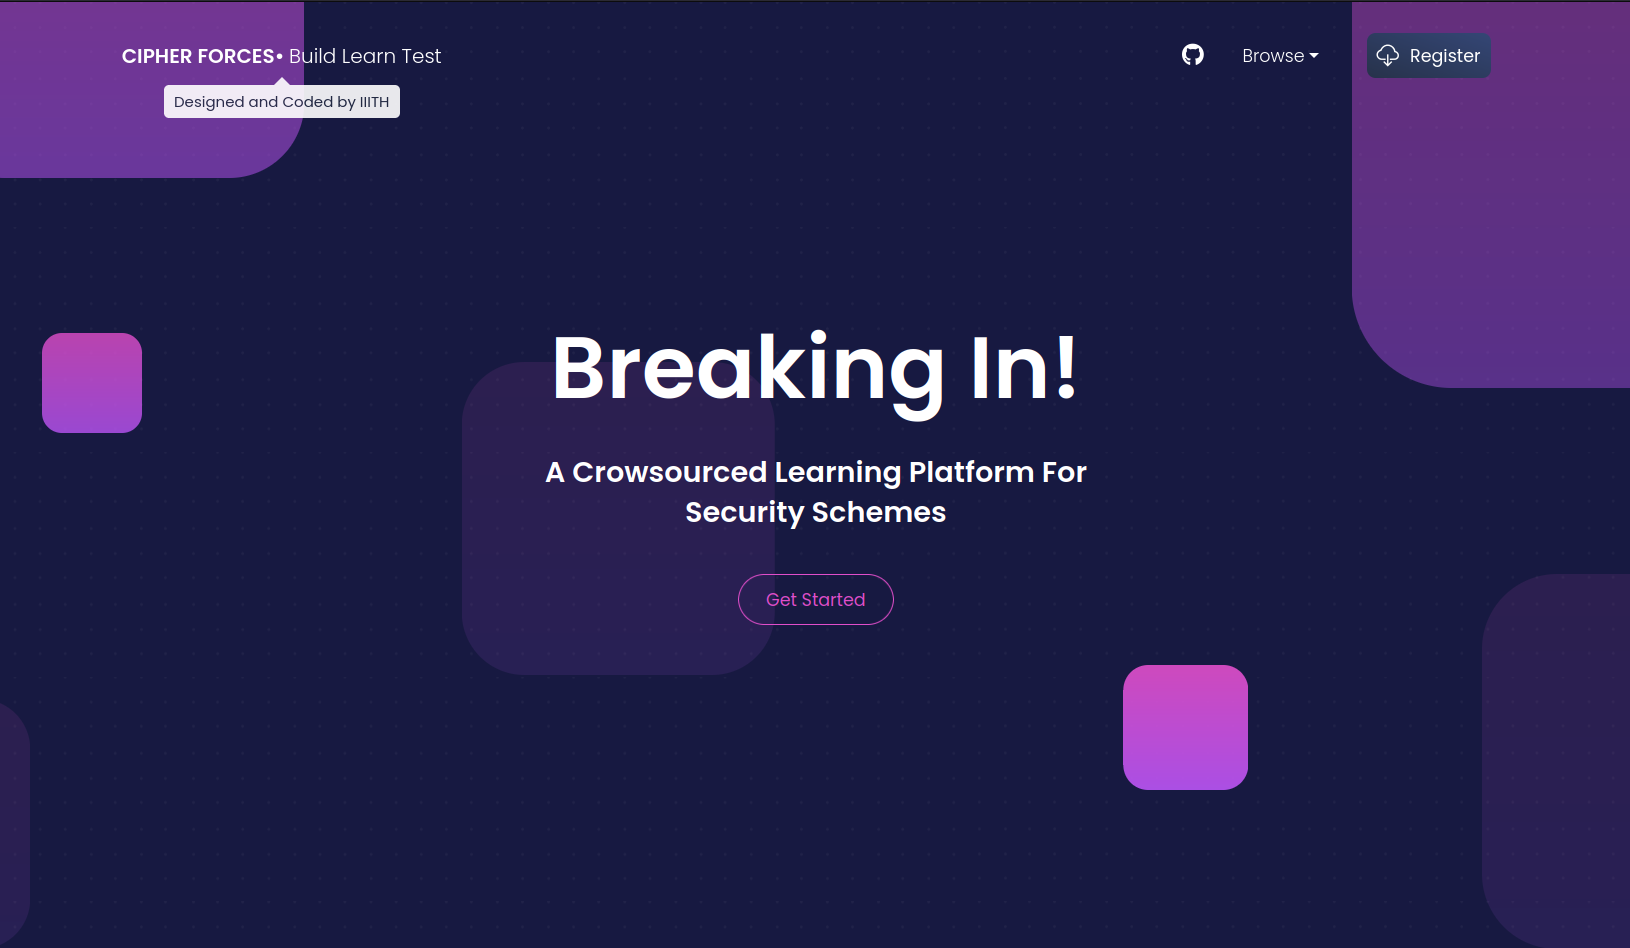 CIPHER FORCES• Build Learn Test
Browse
Register
Designed and Coded by IIITH
Breaking In!
A Crowsourced Learning Platform For
Security Schemes
Get Started